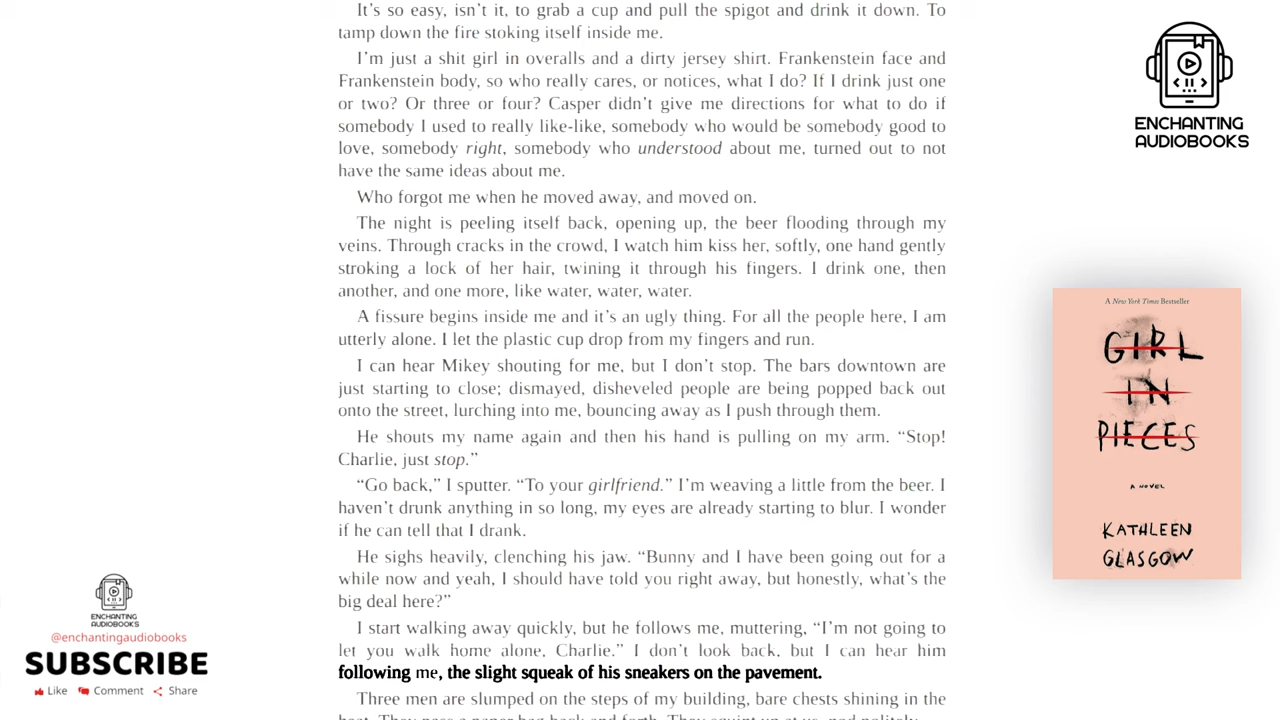 It's so easy, isn't it, to grab a cup and pull the spigot and drink it down. To
tamp down the fire stoking itself inside me.
I'm just a shit girl in overalls and a dirty jersey shirt. Frankenstein face and
Frankenstein body, so who really cares, or notices, what I do? If I drink just one
or two? Or three or four? Casper didn't give me directions for what to do if
somebody I used to really like-like, somebody who would be somebody good to
love, somebody right, somebody who understood about me, turned out to not
have the same ideas about me.
Who forgot me when he moved away, and moved on.
The night is peeling itself back, opening up, the beer flooding through my
veins. Through cracks in the crowd, I watch him kiss her, softly, one hand gently
stroking a lock of her hair, twining it through his fingers. I drink one, then
another, and one more, like water, water, water.
A fissure begins inside me and it's an ugly thing. For all the people here, I am
utterly alone. I let the plastic cup drop from my fingers and run.
I can hear Mikey shouting for me, but I don't stop. The bars downtown are
just starting to close; dismayed, disheveled people are being popped back out
onto the street, lurching into me, bouncing away as I push through them.
He shouts my name again and then his hand is pulling on my arm. “Stop!
Charlie, just stop.”
“Go back,” I sputter. “To your girlfriend.” I'm weaving a little from the beer. I
haven't drunk anything in so long, my eyes are already starting to blur. I wonder
if he can tell that I drank.
He sighs heavily, clenching his jaw. “Bunny and I have been going out for a
while now and yeah, I should have told you right away, but honestly, what's the
big deal here?”
I start walking away quickly, but he follows me, muttering, “I'm not going to
let you walk home alone, Charlie.” I don't look back, but I can hear him
following me, the slight squeak of his sneakers on the pavement.
Three men are slumped on the steps of my building, bare chests shining in the
heat. They pass a paper bag back and forth. They squint up at us, nod politely.
ENCHANTING
AUDIOBOOKS
A New York Times Bestseller
GIRL
IN
PIECES
A NOVEL
KATHLEEN
GLASGOW
ENCHANTING
AUDIOBOOKS
@enchantingaudiobooks
SUBSCRIBE
Like Comment Share